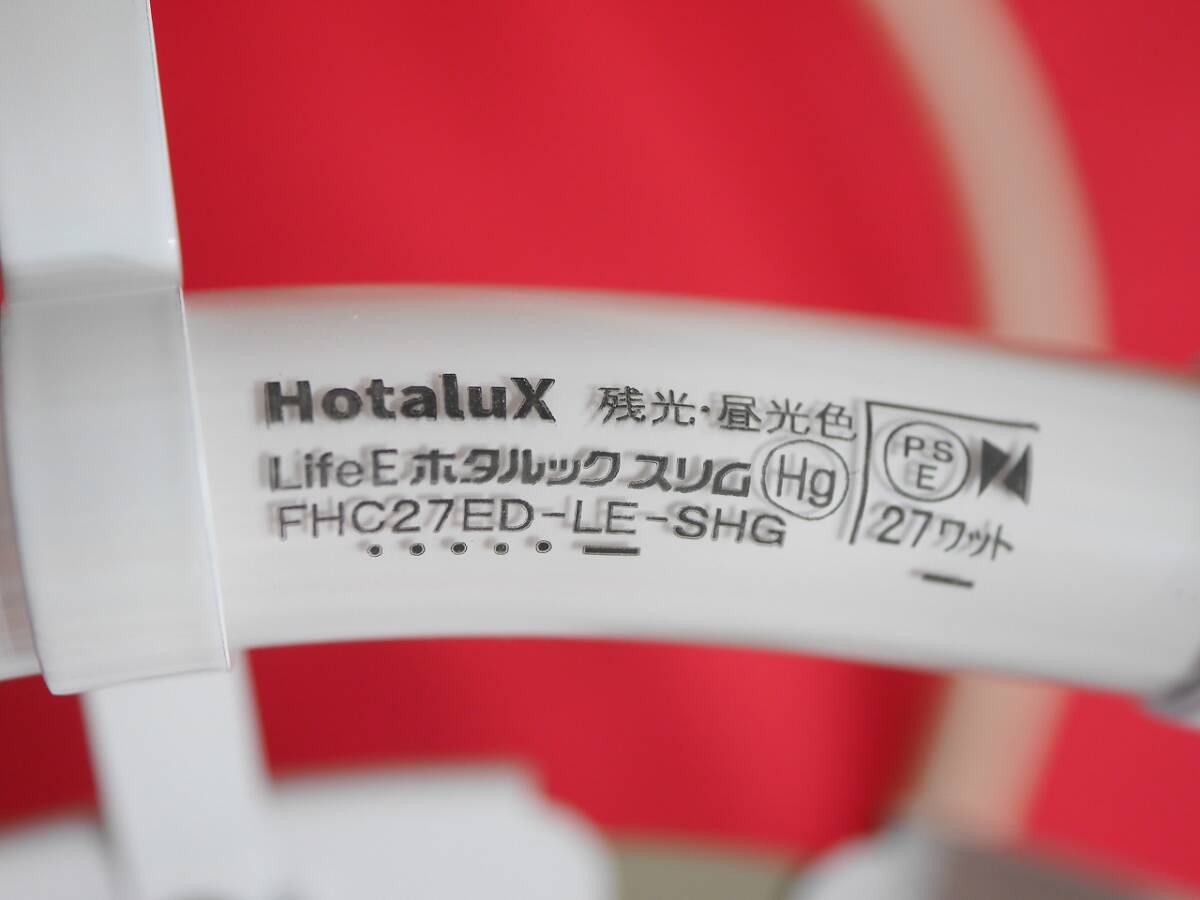 HotaluX 残光・昼光色
LifeE ホタルック スリム Hg
FHC27ED-LE-SHG
PS
E
27ワット